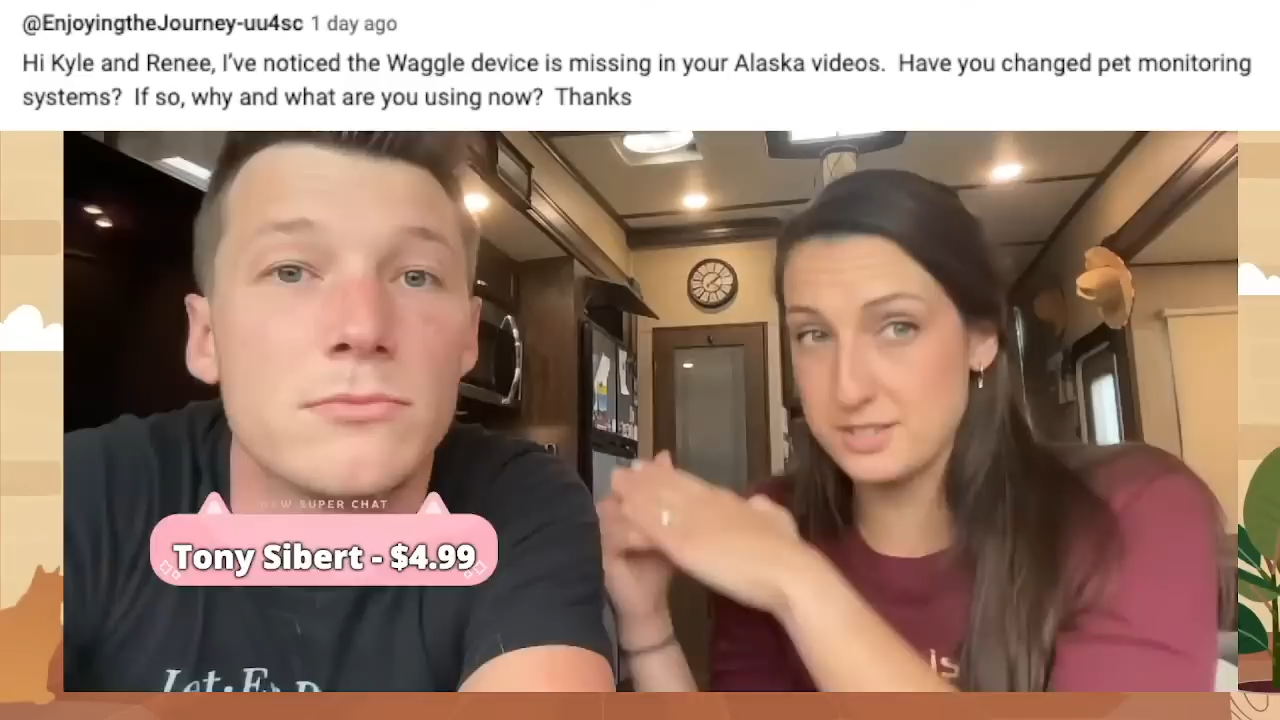 @EnjoyingtheJourney-uu4sc 1 day ago
Hi Kyle and Renee, I've noticed the Waggle device is missing in your Alaska videos. Have you changed pet monitoring
systems? If so, why and what are you using now? Thanks
NEW SUPER CHAT
Tony Sibert - $4.99
is